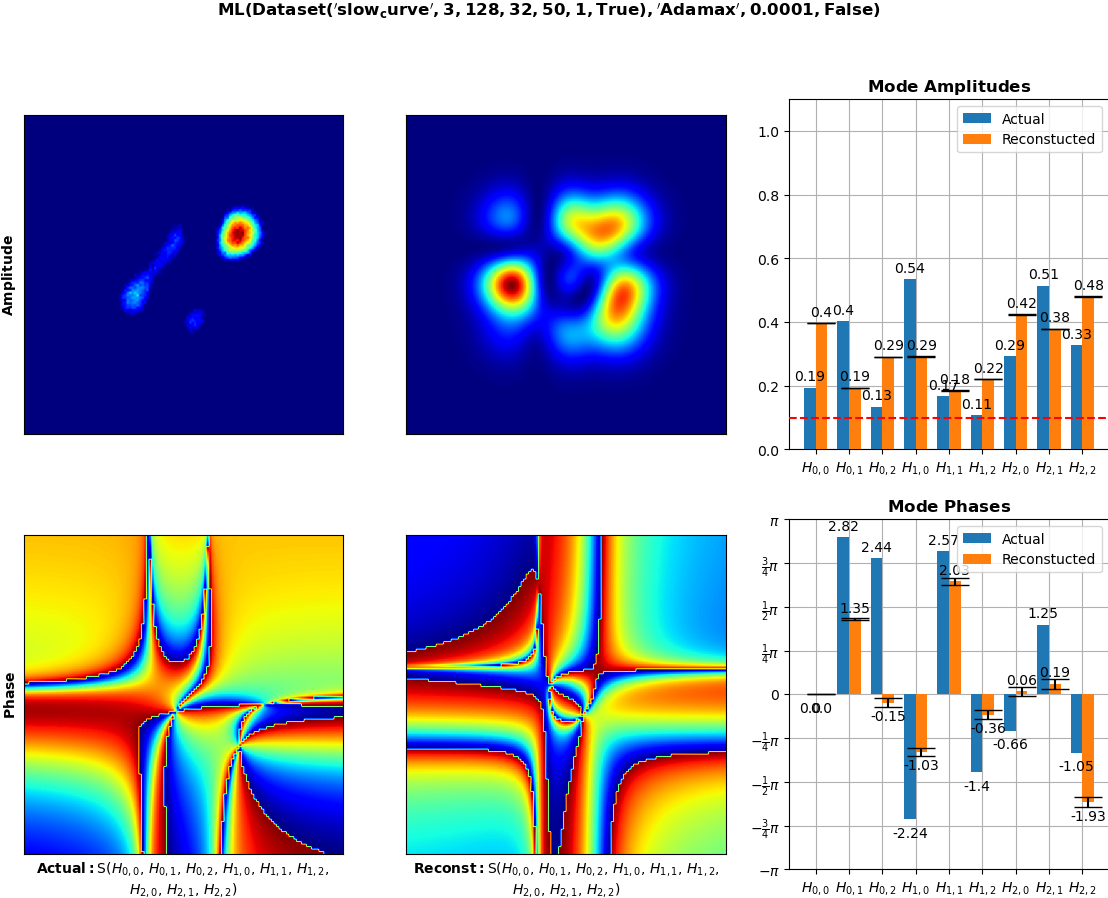 ML(Dataset(′slow_curve′, 3, 128, 32, 50, 1, True), ′Adamax′, 0.0001, False)
Amplitude
Mode Amplitudes
Actual
Reconstucted
1.0
0.8
0.6
0.4
0.2
0.0
0.19
0.4
0.4
0.19
0.13
0.29
0.54
0.29
0.17
0.18
0.11
0.22
0.29
0.42
0.51
0.38
0.33
0.48
H0,0 H0,1 H0,2 H1,0 H1,1 H1,2 H2,0 H2,1 H2,2
Phase
Actual: S(H0,0, H0,1, H0,2, H1,0, H1,1, H1,2,
H2,0, H2,1, H2,2)
Reconst: S(H0,0, H0,1, H0,2, H1,0, H1,1, H1,2,
H2,0, H2,1, H2,2)
Mode Phases
Actual
Reconstucted
π
3/4π
1/2π
1/4π
0
−1/4π
−1/2π
−3/4π
−π
0.0
0.0
2.82
1.35
2.44
-0.15
-2.24
-1.03
2.57
2.03
-1.4
-0.36
-0.66
0.06
1.25
0.19
-1.05
-1.93
H0,0 H0,1 H0,2 H1,0 H1,1 H1,2 H2,0 H2,1 H2,2